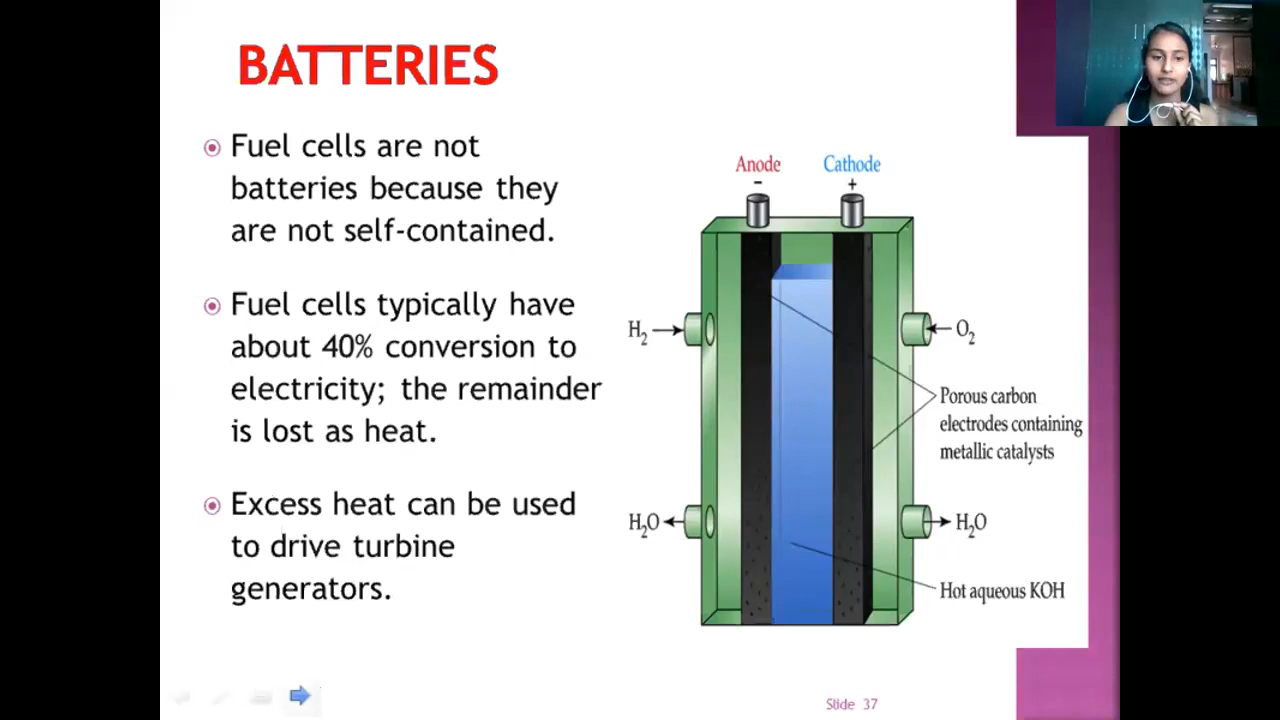 BATTERIES
Fuel cells are not
batteries because they
are not self-contained.
Fuel cells typically have
about 40% conversion to
electricity; the remainder
is lost as heat.
Excess heat can be used
to drive turbine
generators.
Anode
Cathode
-
+
H₂
O₂
Porous carbon
electrodes containing
metallic catalysts
H₂O
H₂O
Hot aqueous KOH
Slide 37